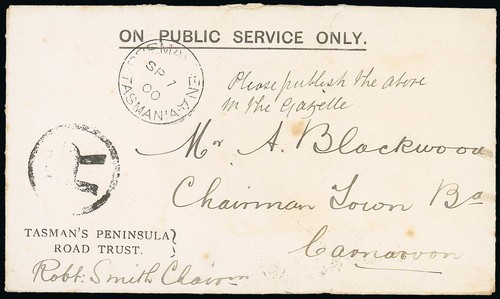 ON PUBLIC SERVICE ONLY.
SP 1
00
TASMANIA
Please publish the above
in the Gazette
Mr A. Blackwood
Chairman Town Bd
Carnarvon
T
TASMAN'S PENINSULA
ROAD TRUST.
Robt. Smith Chairm